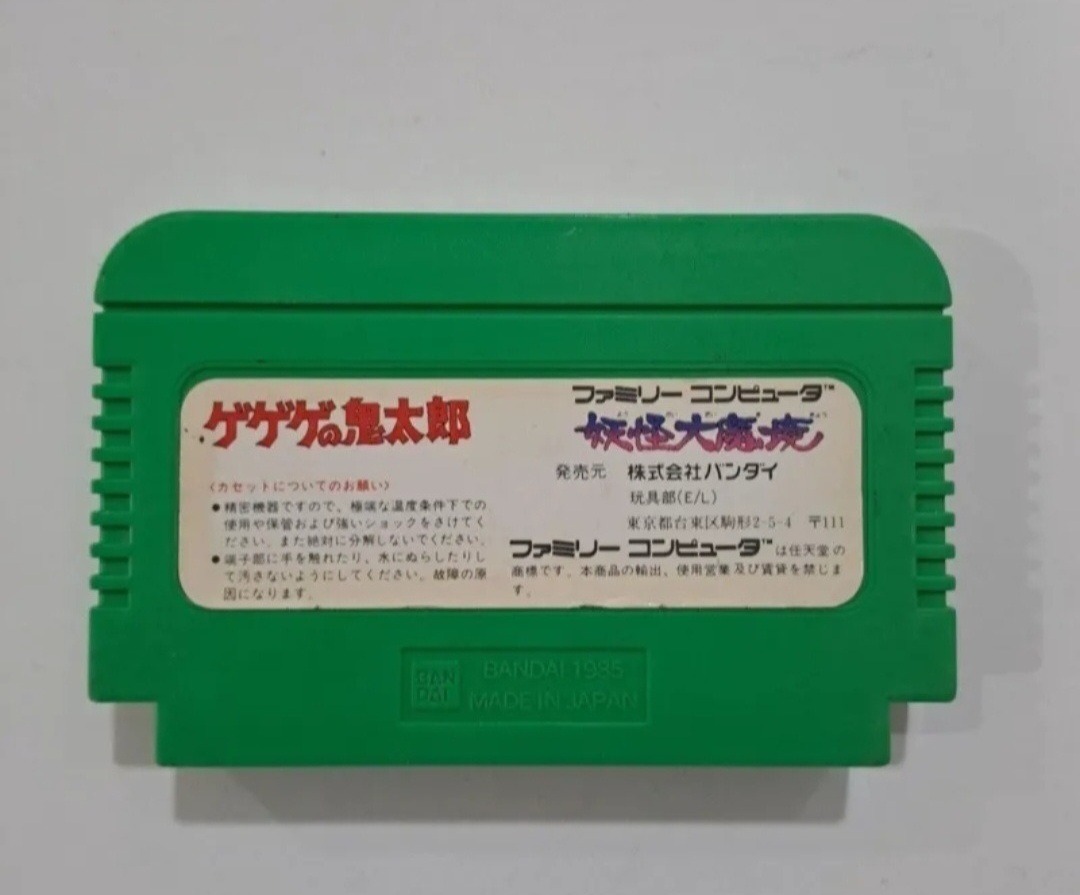 ゲゲゲの鬼太郎
〈カセットについてのお願い〉
●精密機器ですので、極端な温度条件下での
使用や保管および強いショックをさけてく
ださい。また絶対に分解しないでください。
●端子部に手を触れたり、水にぬらしたりし
て汚さないようにしてください。故障の原
因になります。
ファミリー コンピュータ™
よう かい だい ま きょう
妖怪大魔境
発売元 株式会社バンダイ
玩具部(E/L)
東京都台東区駒形2-5-4 〒111
ファミリー コンピュータ™は任天堂の
商標です。本商品の輸出、使用営業及び賃貸を禁じま
す。
BAN
DAI
BANDAI 1985
MADE IN JAPAN